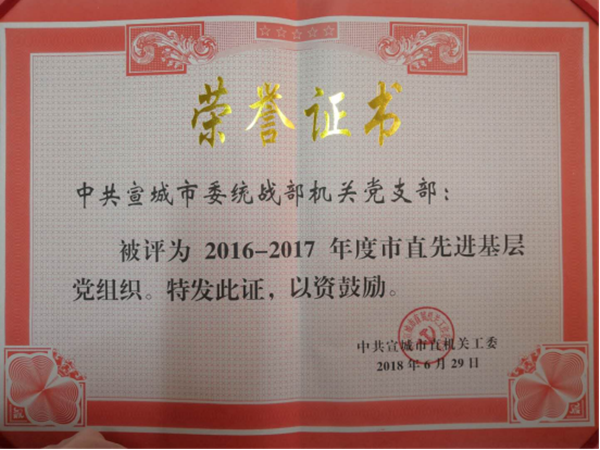 荣誉证书
中共宣城市委统战部机关党支部：
被评为 2016-2017 年度市直先进基层
党组织。特发此证，以资鼓励。
中共宣城市直机关工委
2018 年 6 月 29 日